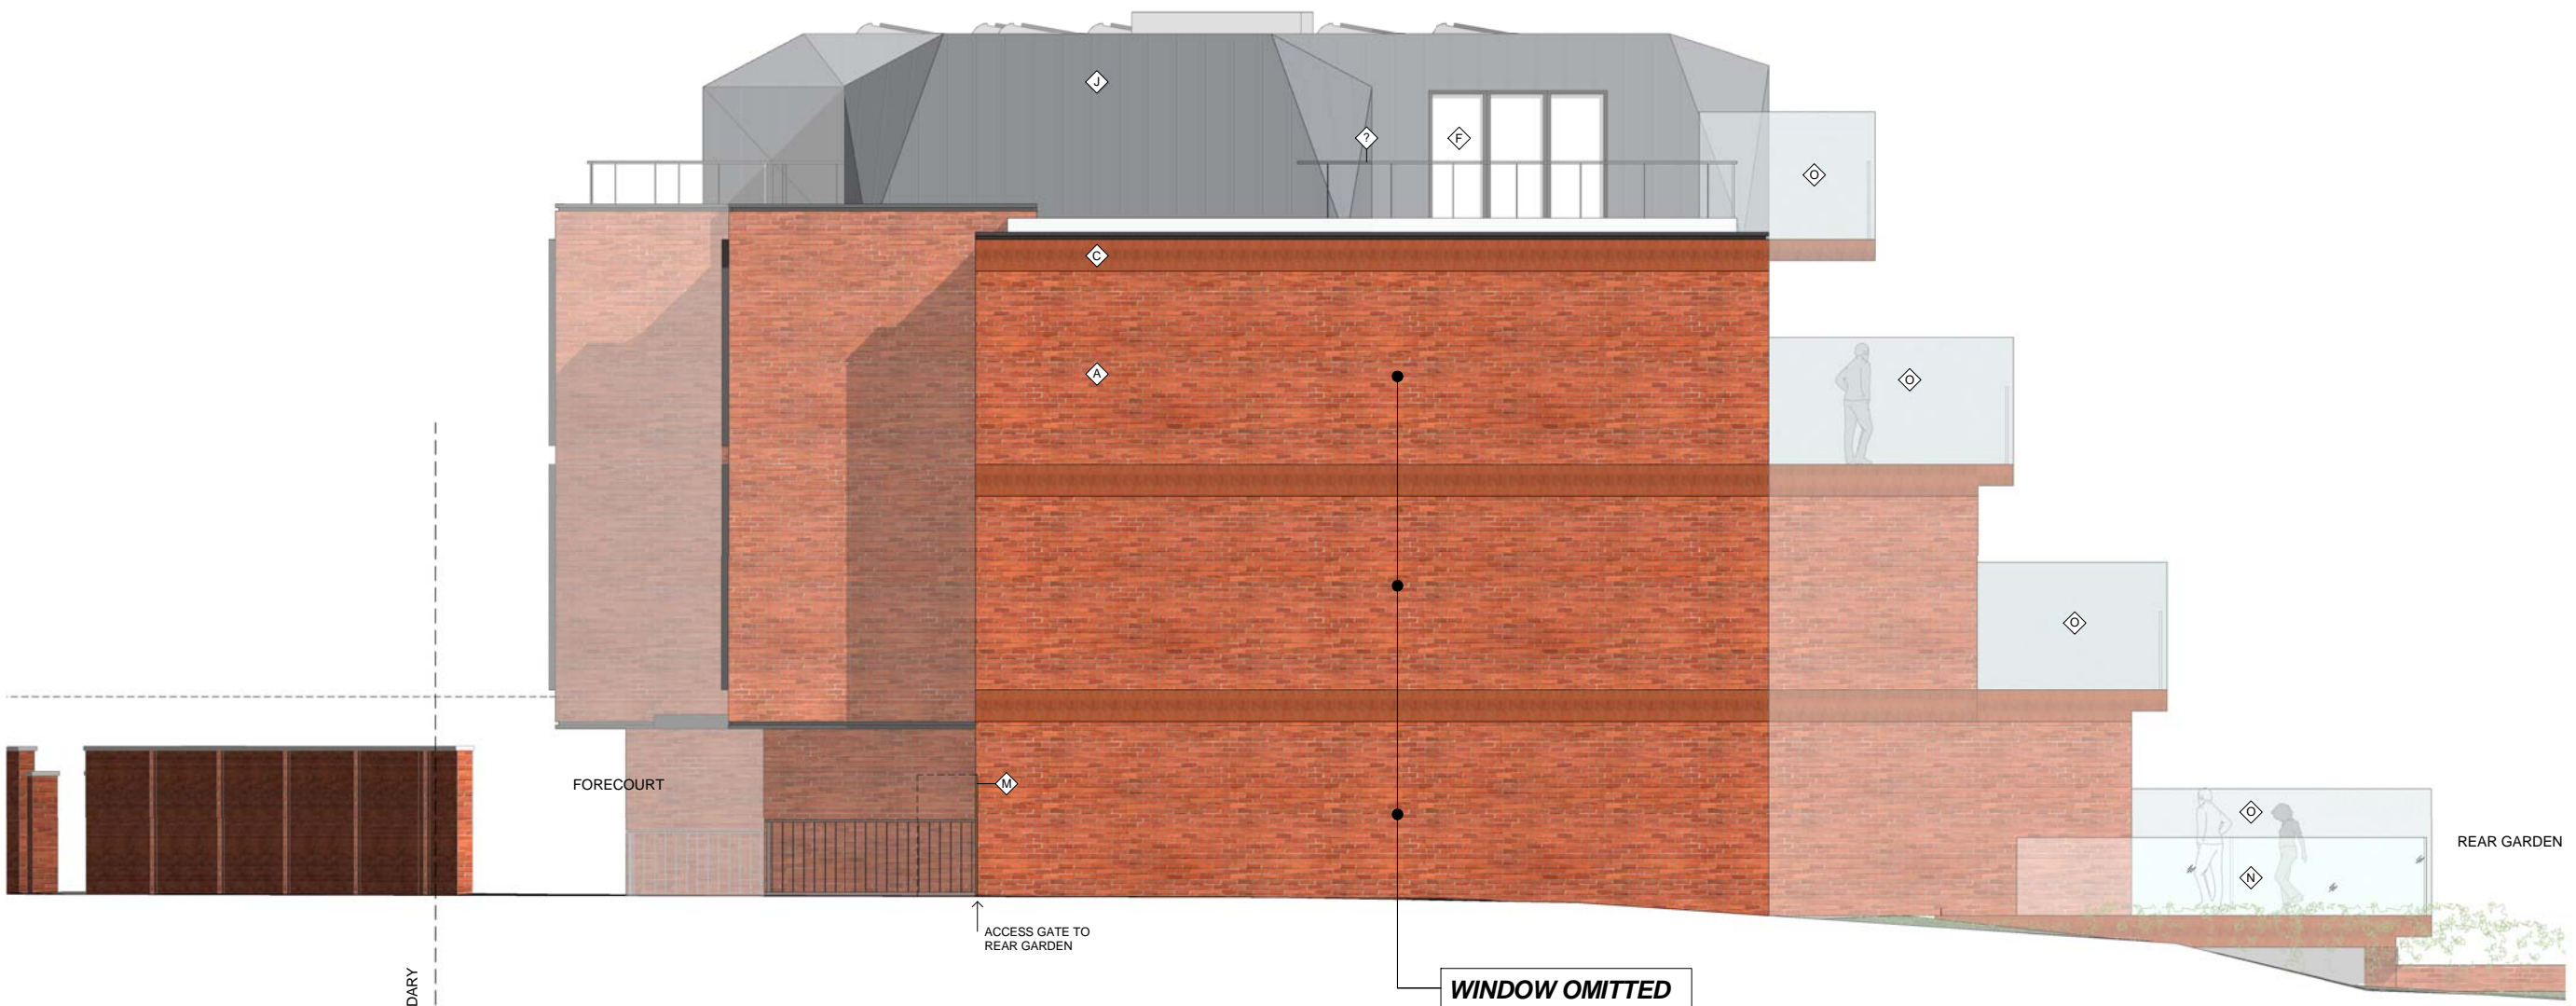 J
?
F
O
C
A
O
O
FORECOURT
M
O
REAR GARDEN
N
ACCESS GATE TO
REAR GARDEN
DARY
WINDOW OMITTED